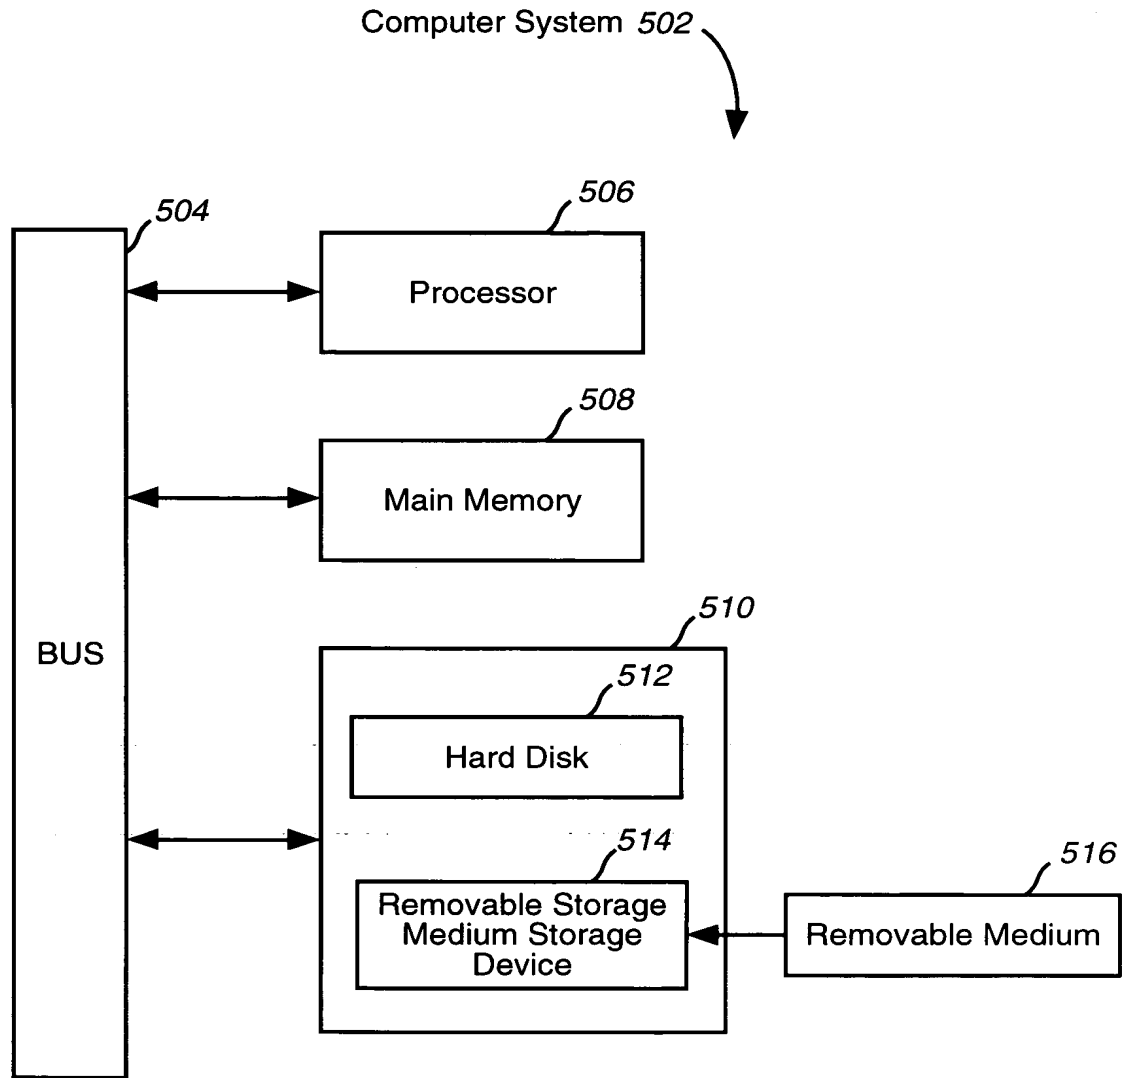 Computer System 502
504
506
Processor
508
Main Memory
BUS
510
512
Hard Disk
514
Removable Storage
Medium Storage
Device
516
Removable Medium